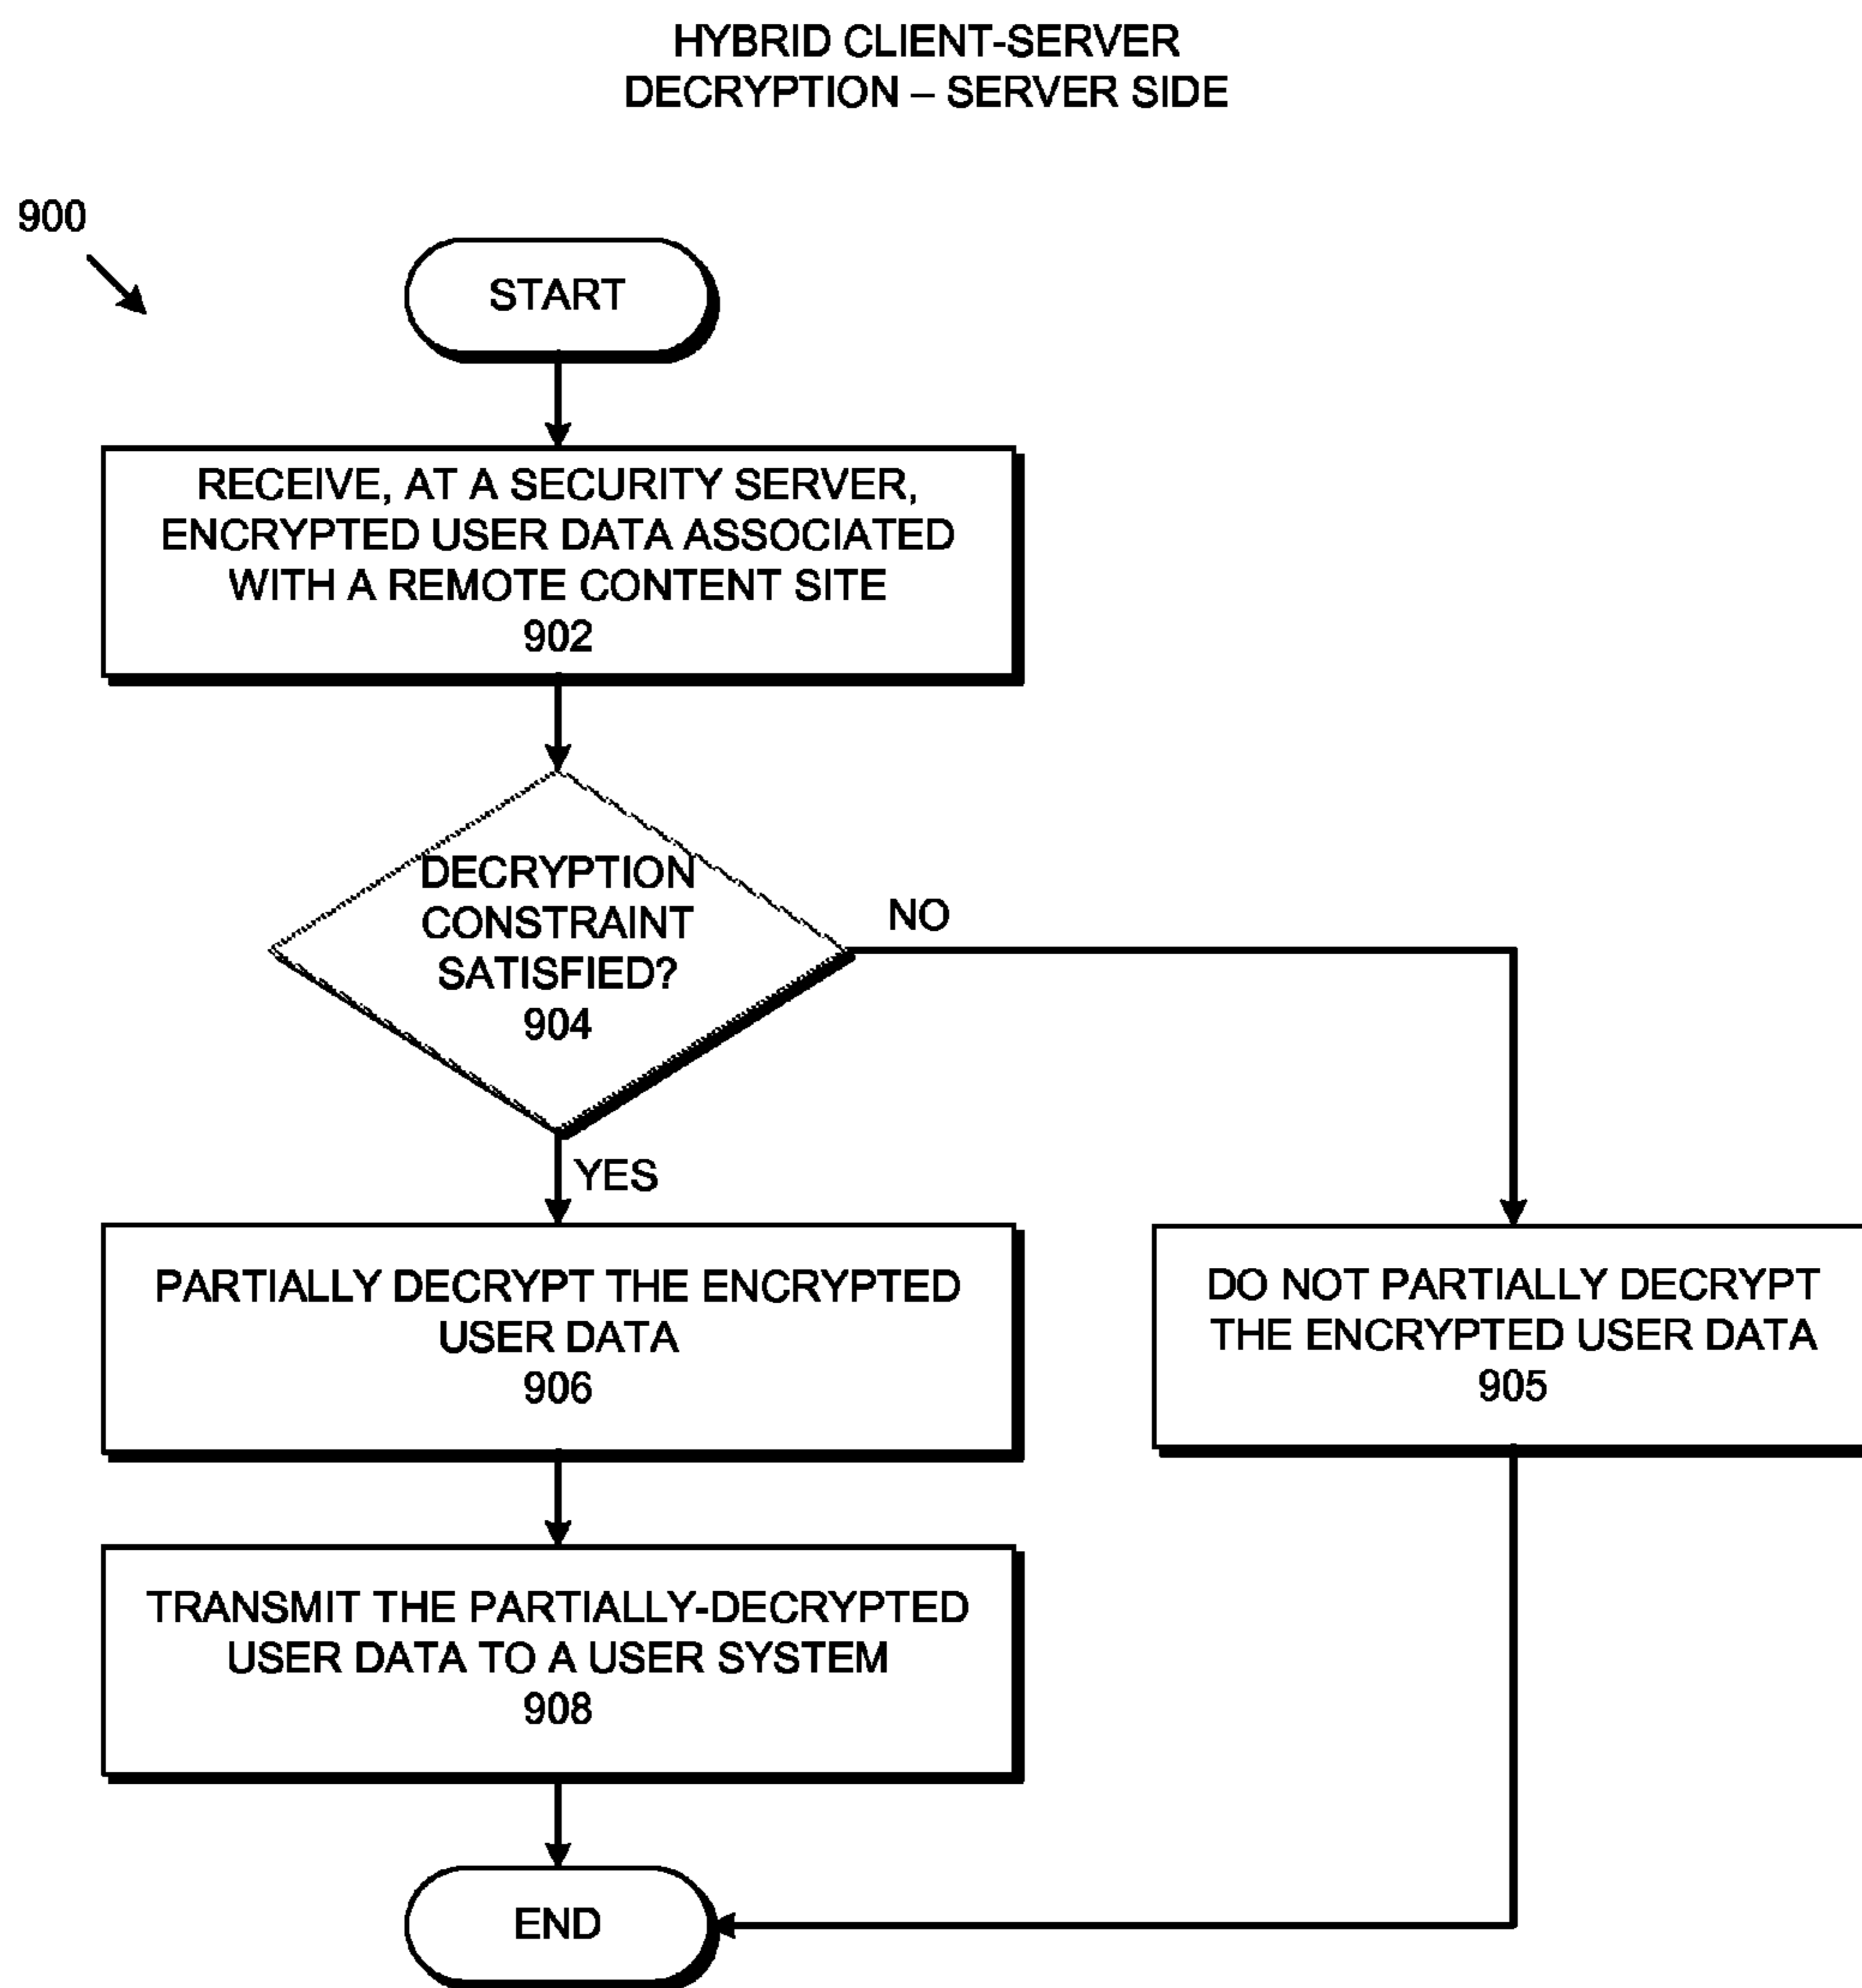 HYBRID CLIENT-SERVER
DECRYPTION – SERVER SIDE
900
START
RECEIVE, AT A SECURITY SERVER,
ENCRYPTED USER DATA ASSOCIATED
WITH A REMOTE CONTENT SITE
902
DECRYPTION
CONSTRAINT
SATISFIED?
904
NO
YES
PARTIALLY DECRYPT THE ENCRYPTED
USER DATA
906
DO NOT PARTIALLY DECRYPT
THE ENCRYPTED USER DATA
905
TRANSMIT THE PARTIALLY-DECRYPTED
USER DATA TO A USER SYSTEM
908
END